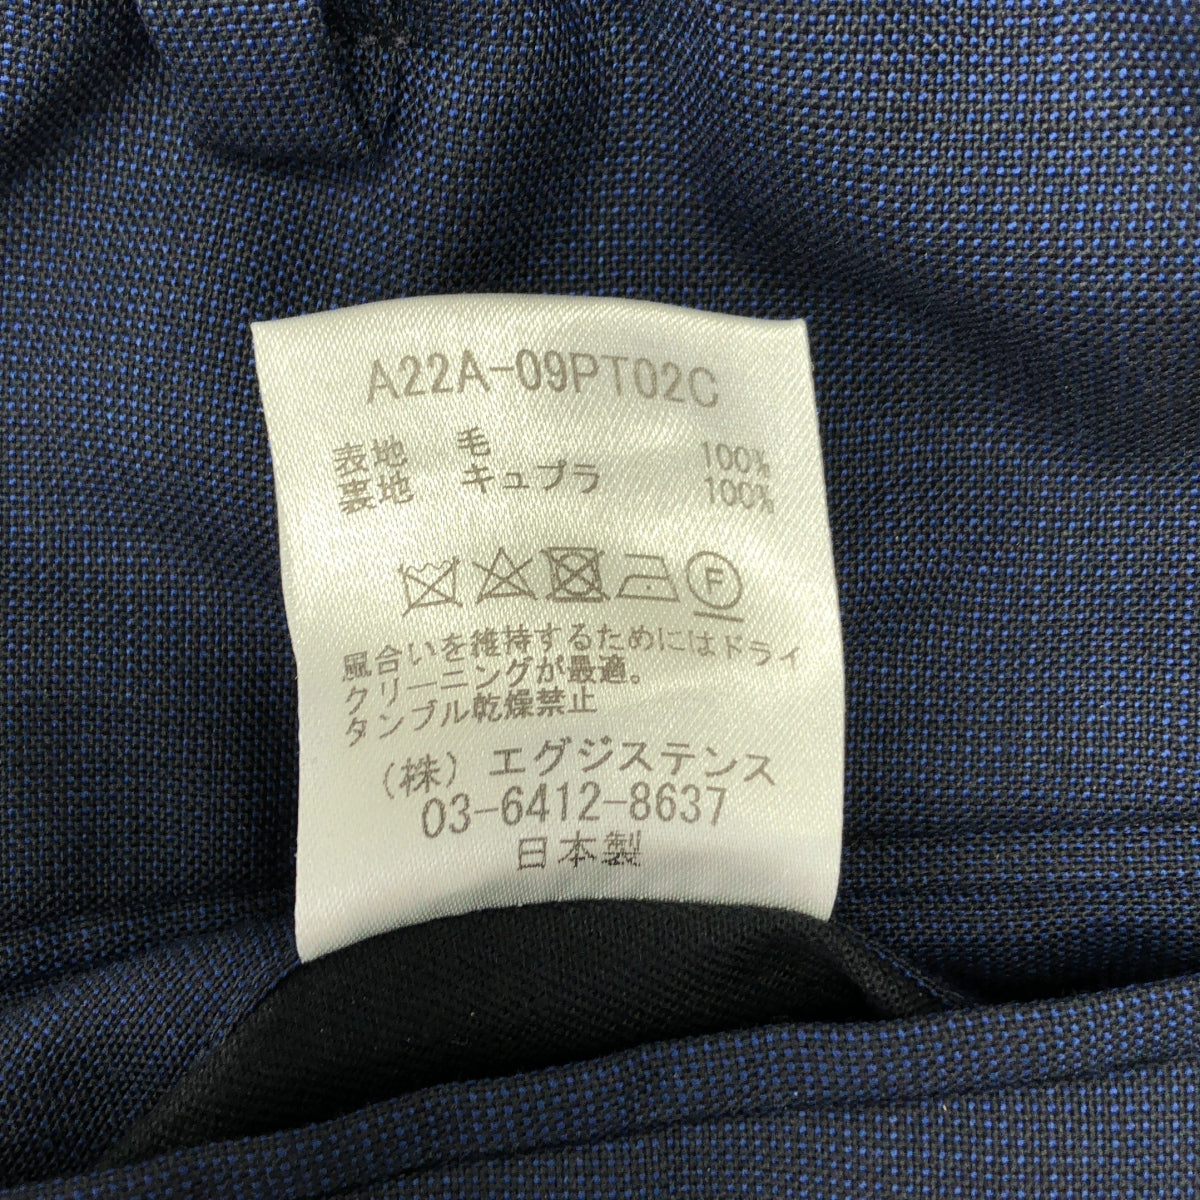 A22A-09PT02C
表地 毛 100%
裏地 キュプラ 100%
F
風合いを維持するためにはドライ
クリーニングが最適。
タンブル乾燥禁止
(株) エグジステンス
03-6412-8637
日本製